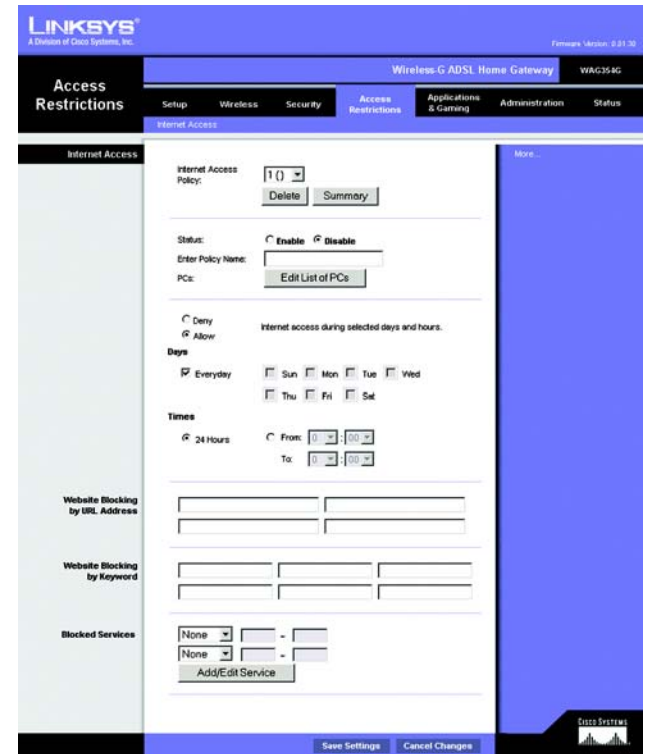 LINKSYS®
A Division of Cisco Systems, Inc.
Firmware Version: 0.01.30
Wireless-G ADSL Home Gateway WAG354G
Access Restrictions
Setup Wireless Security Access Restrictions Applications & Gaming Administration Status
Internet Access
Internet Access
More...
Internet Access Policy: 1 ()
Delete Summary
Status: Enable Disable
Enter Policy Name:
PCs: Edit List of PCs
Deny
Allow
Internet access during selected days and hours.
Days
Everyday Sun Mon Tue Wed
Thu Fri Sat
Times
24 Hours From: 0 : 00
To: 0 : 00
Website Blocking
by URL Address
Website Blocking
by Keyword
Blocked Services
None -
None -
Add/Edit Service
CISCO SYSTEMS
Save Settings Cancel Changes